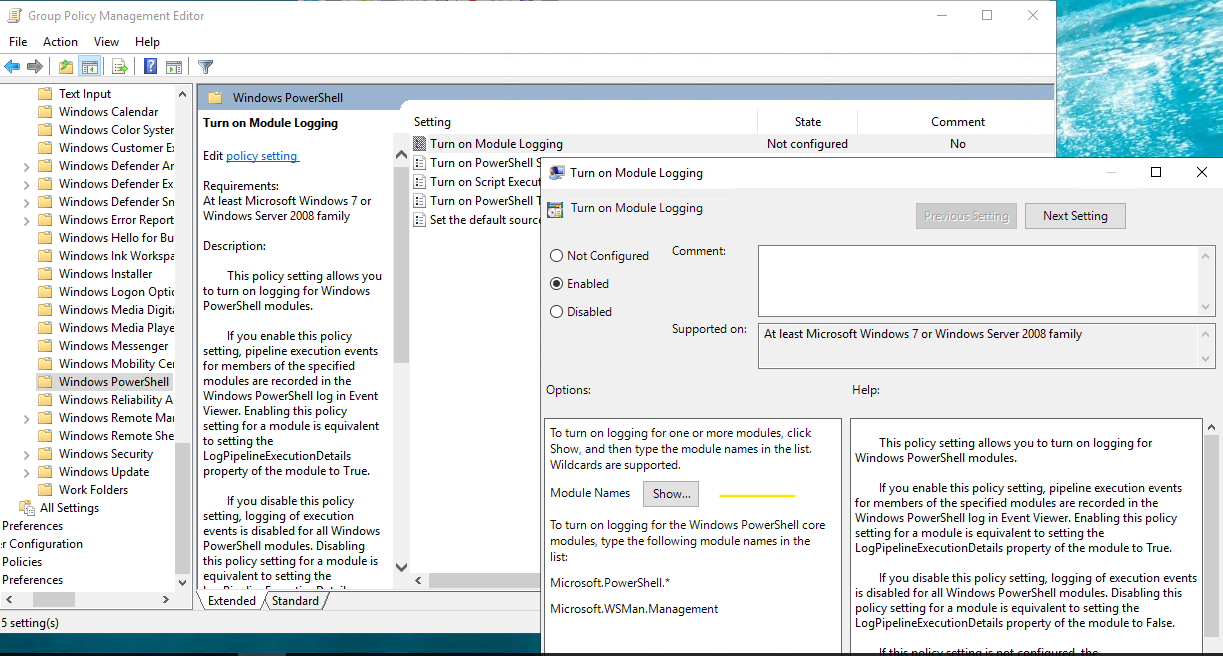 Group Policy Management Editor
File Action View Help
Text Input
Windows Calendar
Windows Color Syster
Windows Customer E
Windows Defender Ar
Windows Defender Ex
Windows Defender Sn
Windows Error Report
Windows Hello for Bu
Windows Ink Workspa
Windows Installer
Windows Logon Optio
Windows Media Digita
Windows Media Playe
Windows Messenger
Windows Mobility Cer
Windows PowerShell
Windows Reliability A
Windows Remote Mar
Windows Remote She
Windows Security
Windows Update
Work Folders
All Settings
Preferences
r Configuration
Policies
Preferences
5 setting(s)
Windows PowerShell
Turn on Module Logging
Edit policy setting
Requirements:
At least Microsoft Windows 7 or
Windows Server 2008 family
Description:
This policy setting allows you
to turn on logging for Windows
PowerShell modules.
If you enable this policy
setting, pipeline execution events
for members of the specified
modules are recorded in the
Windows PowerShell log in Event
Viewer. Enabling this policy
setting for a module is equivalent
to setting the
LogPipelineExecutionDetails
property of the module to True.
If you disable this policy
setting, logging of execution
events is disabled for all Windows
PowerShell modules. Disabling
this policy setting for a module is
equivalent to setting the
Extended Standard
Setting State Comment
Turn on Module Logging Not configured No
Turn on PowerShell S
Turn on Script Execut
Turn on PowerShell T
Set the default source
Turn on Module Logging
Turn on Module Logging
Previous Setting Next Setting
Not Configured
Enabled
Disabled
Comment:
Supported on:
At least Microsoft Windows 7 or Windows Server 2008 family
Options:
Help:
To turn on logging for one or more modules, click
Show, and then type the module names in the list.
Wildcards are supported.
Module Names Show...
To turn on logging for the Windows PowerShell core
modules, type the following module names in the
list:
Microsoft.PowerShell.*
Microsoft.WSMan.Management
This policy setting allows you to turn on logging for
Windows PowerShell modules.
If you enable this policy setting, pipeline execution events
for members of the specified modules are recorded in the
Windows PowerShell log in Event Viewer. Enabling this policy
setting for a module is equivalent to setting the
LogPipelineExecutionDetails property of the module to True.
If you disable this policy setting, logging of execution events
is disabled for all Windows PowerShell modules. Disabling this
policy setting for a module is equivalent to setting the
LogPipelineExecutionDetails property of the module to False.
If this policy setting is not configured, the